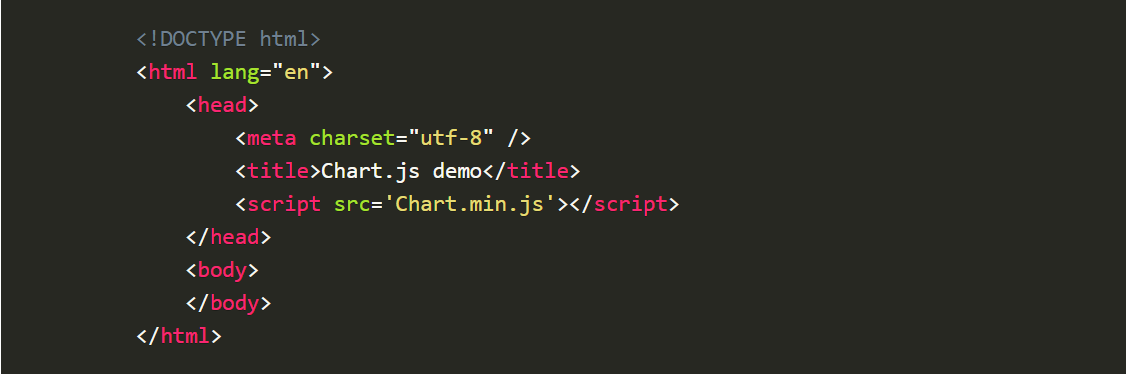 <!DOCTYPE html>
<html lang="en">
    <head>
        <meta charset="utf-8" />
        <title>Chart.js demo</title>
        <script src='Chart.min.js'></script>
    </head>
    <body>
    </body>
</html>